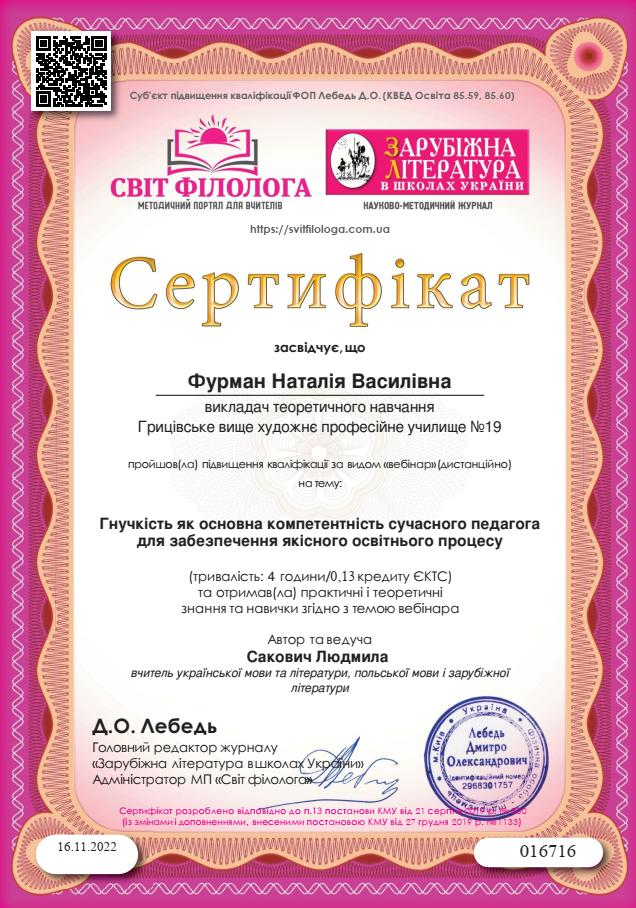 Суб'єкт підвищення кваліфікації ФОП Лебедь Д.О. (КВЕД Освіта 85.59, 85.60)
СВІТ ФІЛОЛОГА
МЕТОДИЧНИЙ ПОРТАЛ ДЛЯ ВЧИТЕЛІВ
ЗАРУБІЖНА
ЛІТЕРАТУРА
В ШКОЛАХ УКРАЇНИ
НАУКОВО-МЕТОДИЧНИЙ ЖУРНАЛ
https://svitfilologa.com.ua
Сертифікат
засвідчує, що
Фурман Наталія Василівна
викладач теоретичного навчання
Грицівське вище художнє професійне училище №19
пройшов(ла) підвищення кваліфікації за видом «вебінар» (дистанційно)
на тему:
Гнучкість як основна компетентність сучасного педагога
для забезпечення якісного освітнього процесу
(тривалість: 4 години/0,13 кредиту ЄКТС)
та отримав(ла) практичні і теоретичні
знання та навички згідно з темою вебінара
Автор та ведуча
Сакович Людмила
вчитель української мови та літератури, польської мови і зарубіжної
літератури
Д.О. Лебедь
Головний редактор журналу
«Зарубіжна література в школах України»
Адміністратор МП «Світ філолога»
Україна
м.Київ
Фізична особа - підприємець
Лебедь
Дмитро
Олександрович
Ідентифікаційний номер
2968301757
Сертифікат розроблено відповідно до п.13 постанови КМУ від 21
(із змінами і доповненнями, внесеними постановою КМУ від 27 грудня 2019 р. №1133)
16.11.2022
016716